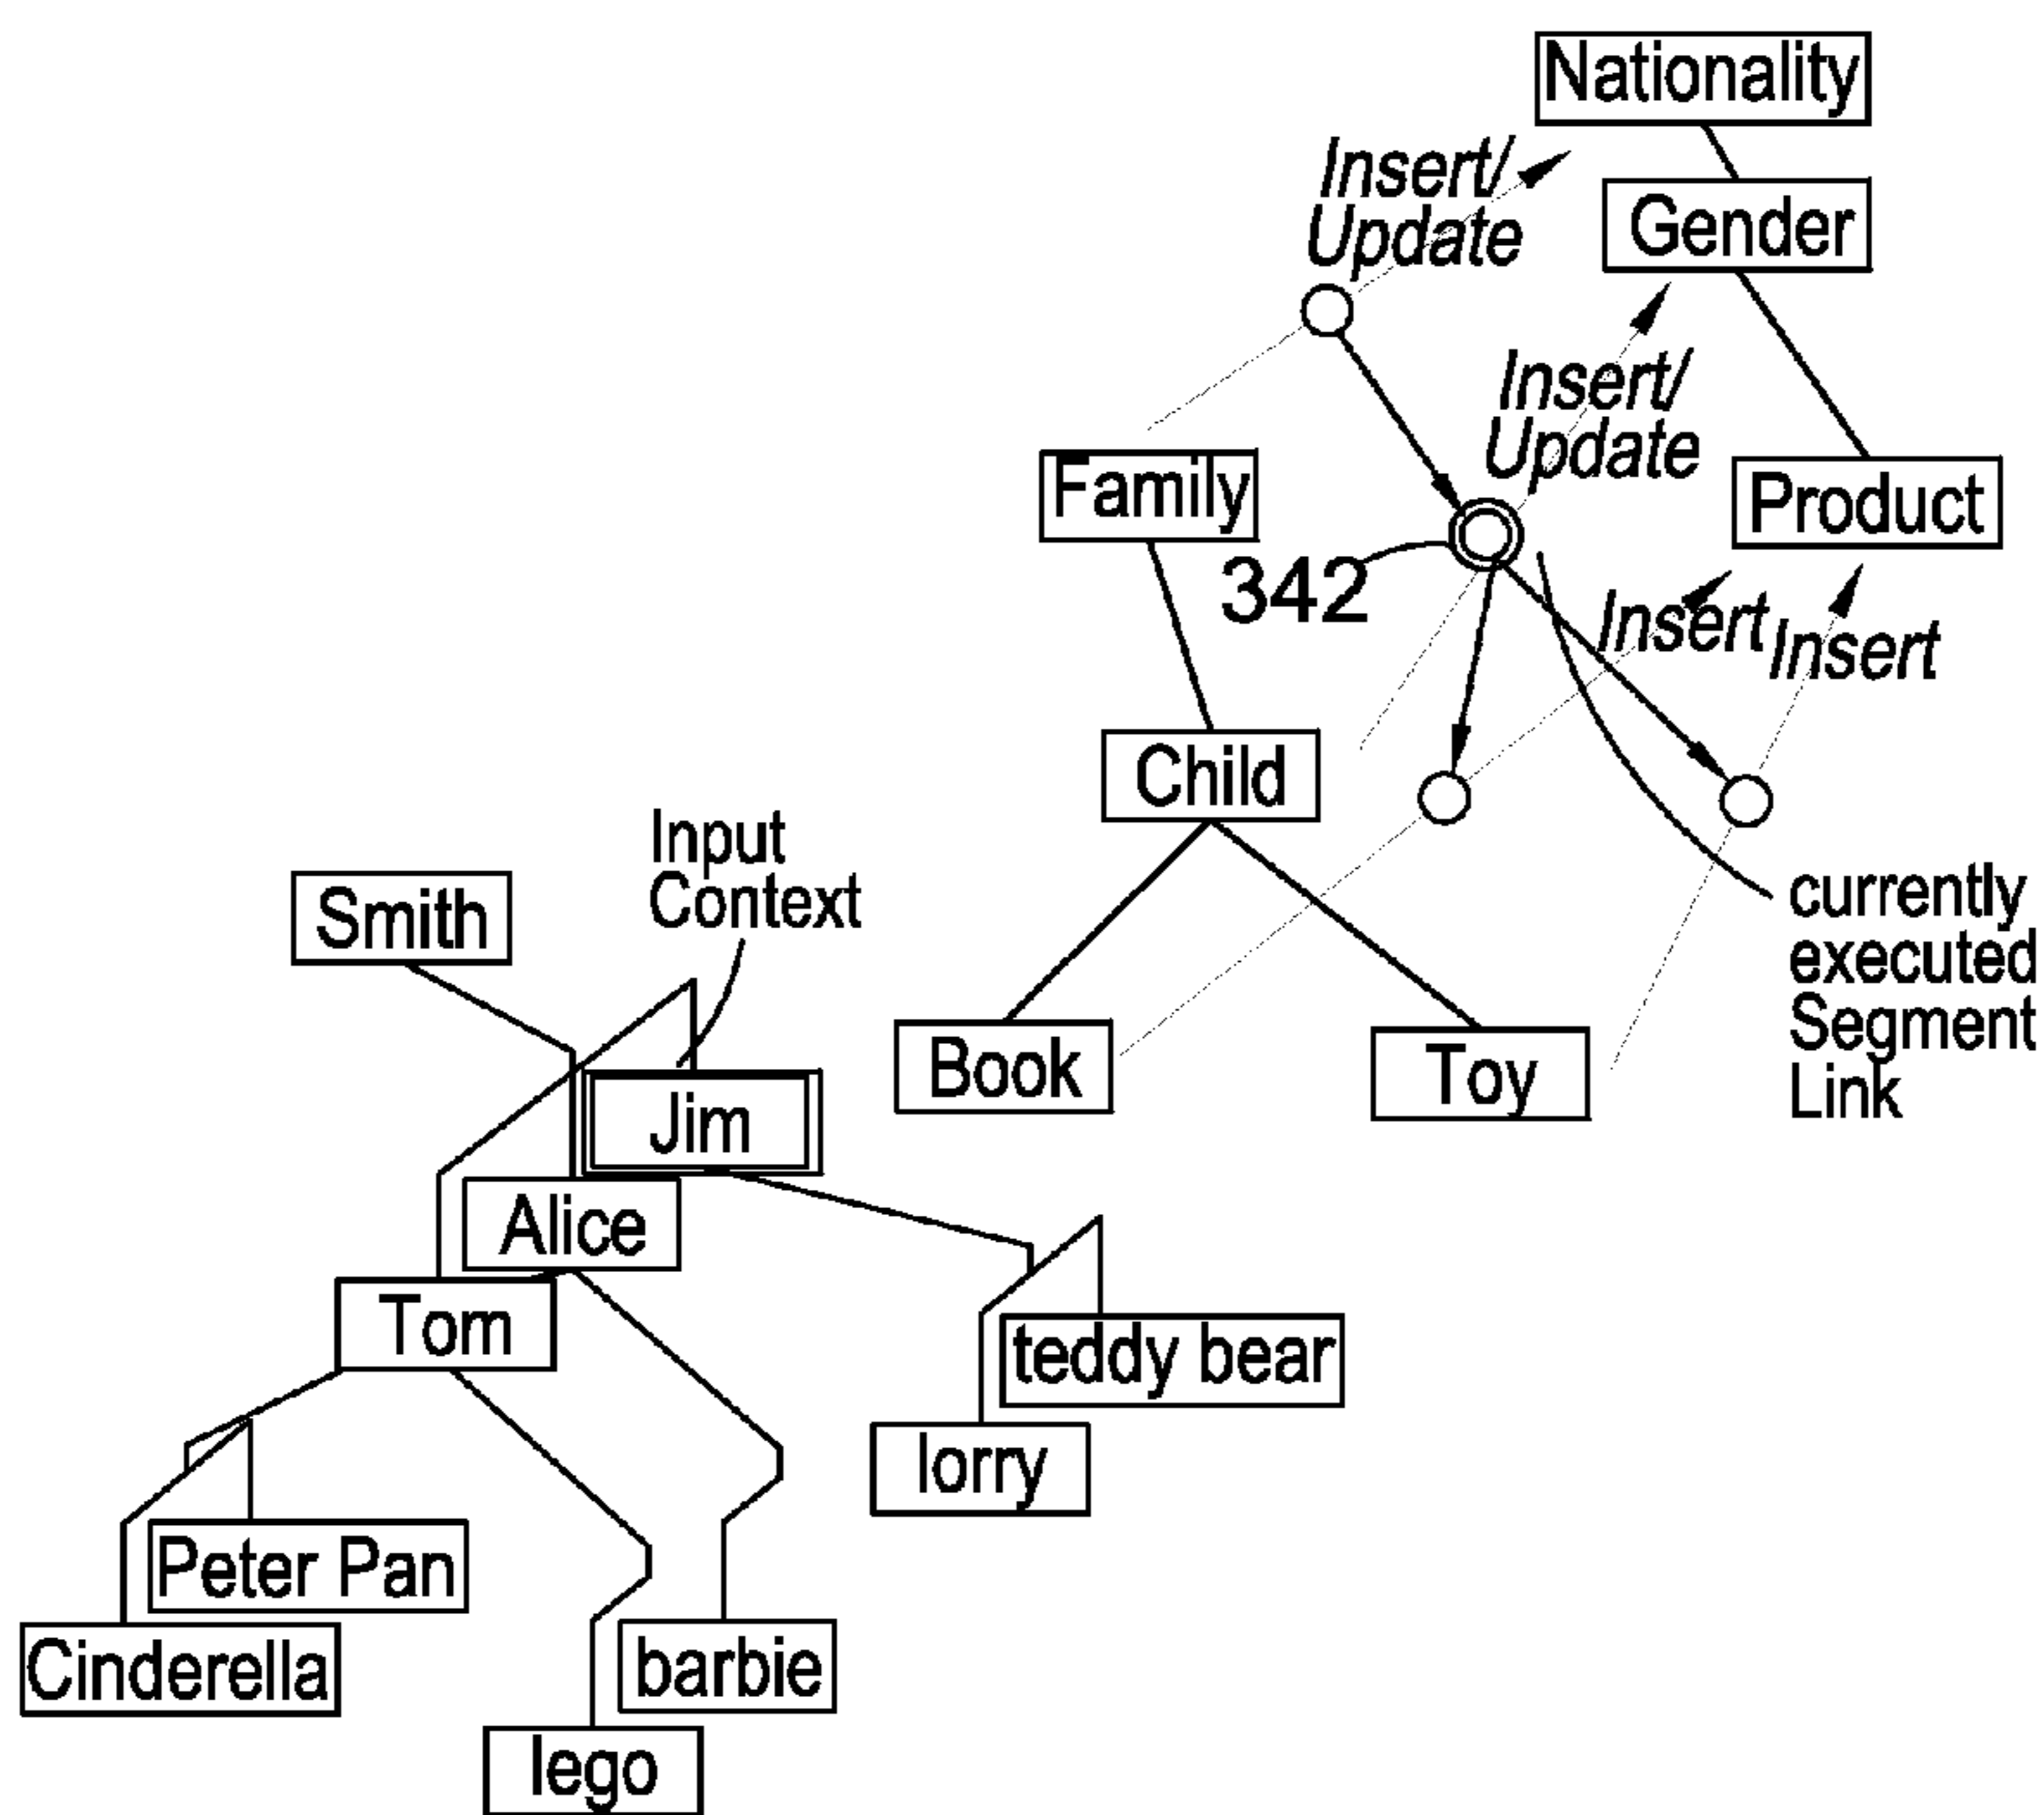 Nationality
Insert/
Update
Gender
Insert/
Update
Family
Product
342
Insert
Insert
Child
Input
Context
Smith
currently
executed
Segment
Link
Book
Toy
Jim
Alice
Tom
teddy bear
lorry
Peter Pan
Cinderella
barbie
lego